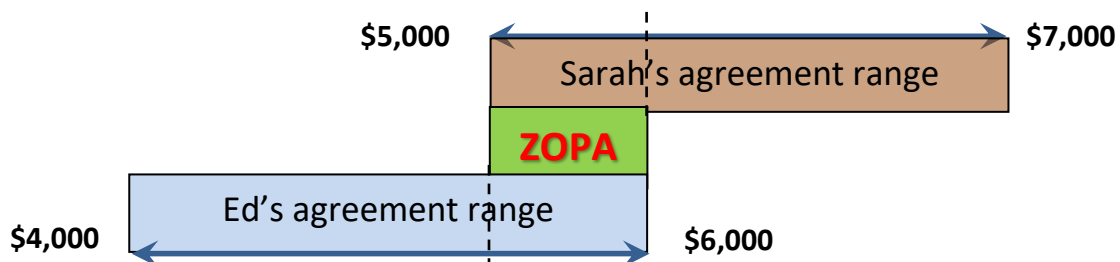 $5,000
$7,000
Sarah's agreement range
ZOPA
Ed's agreement range
$4,000
$6,000